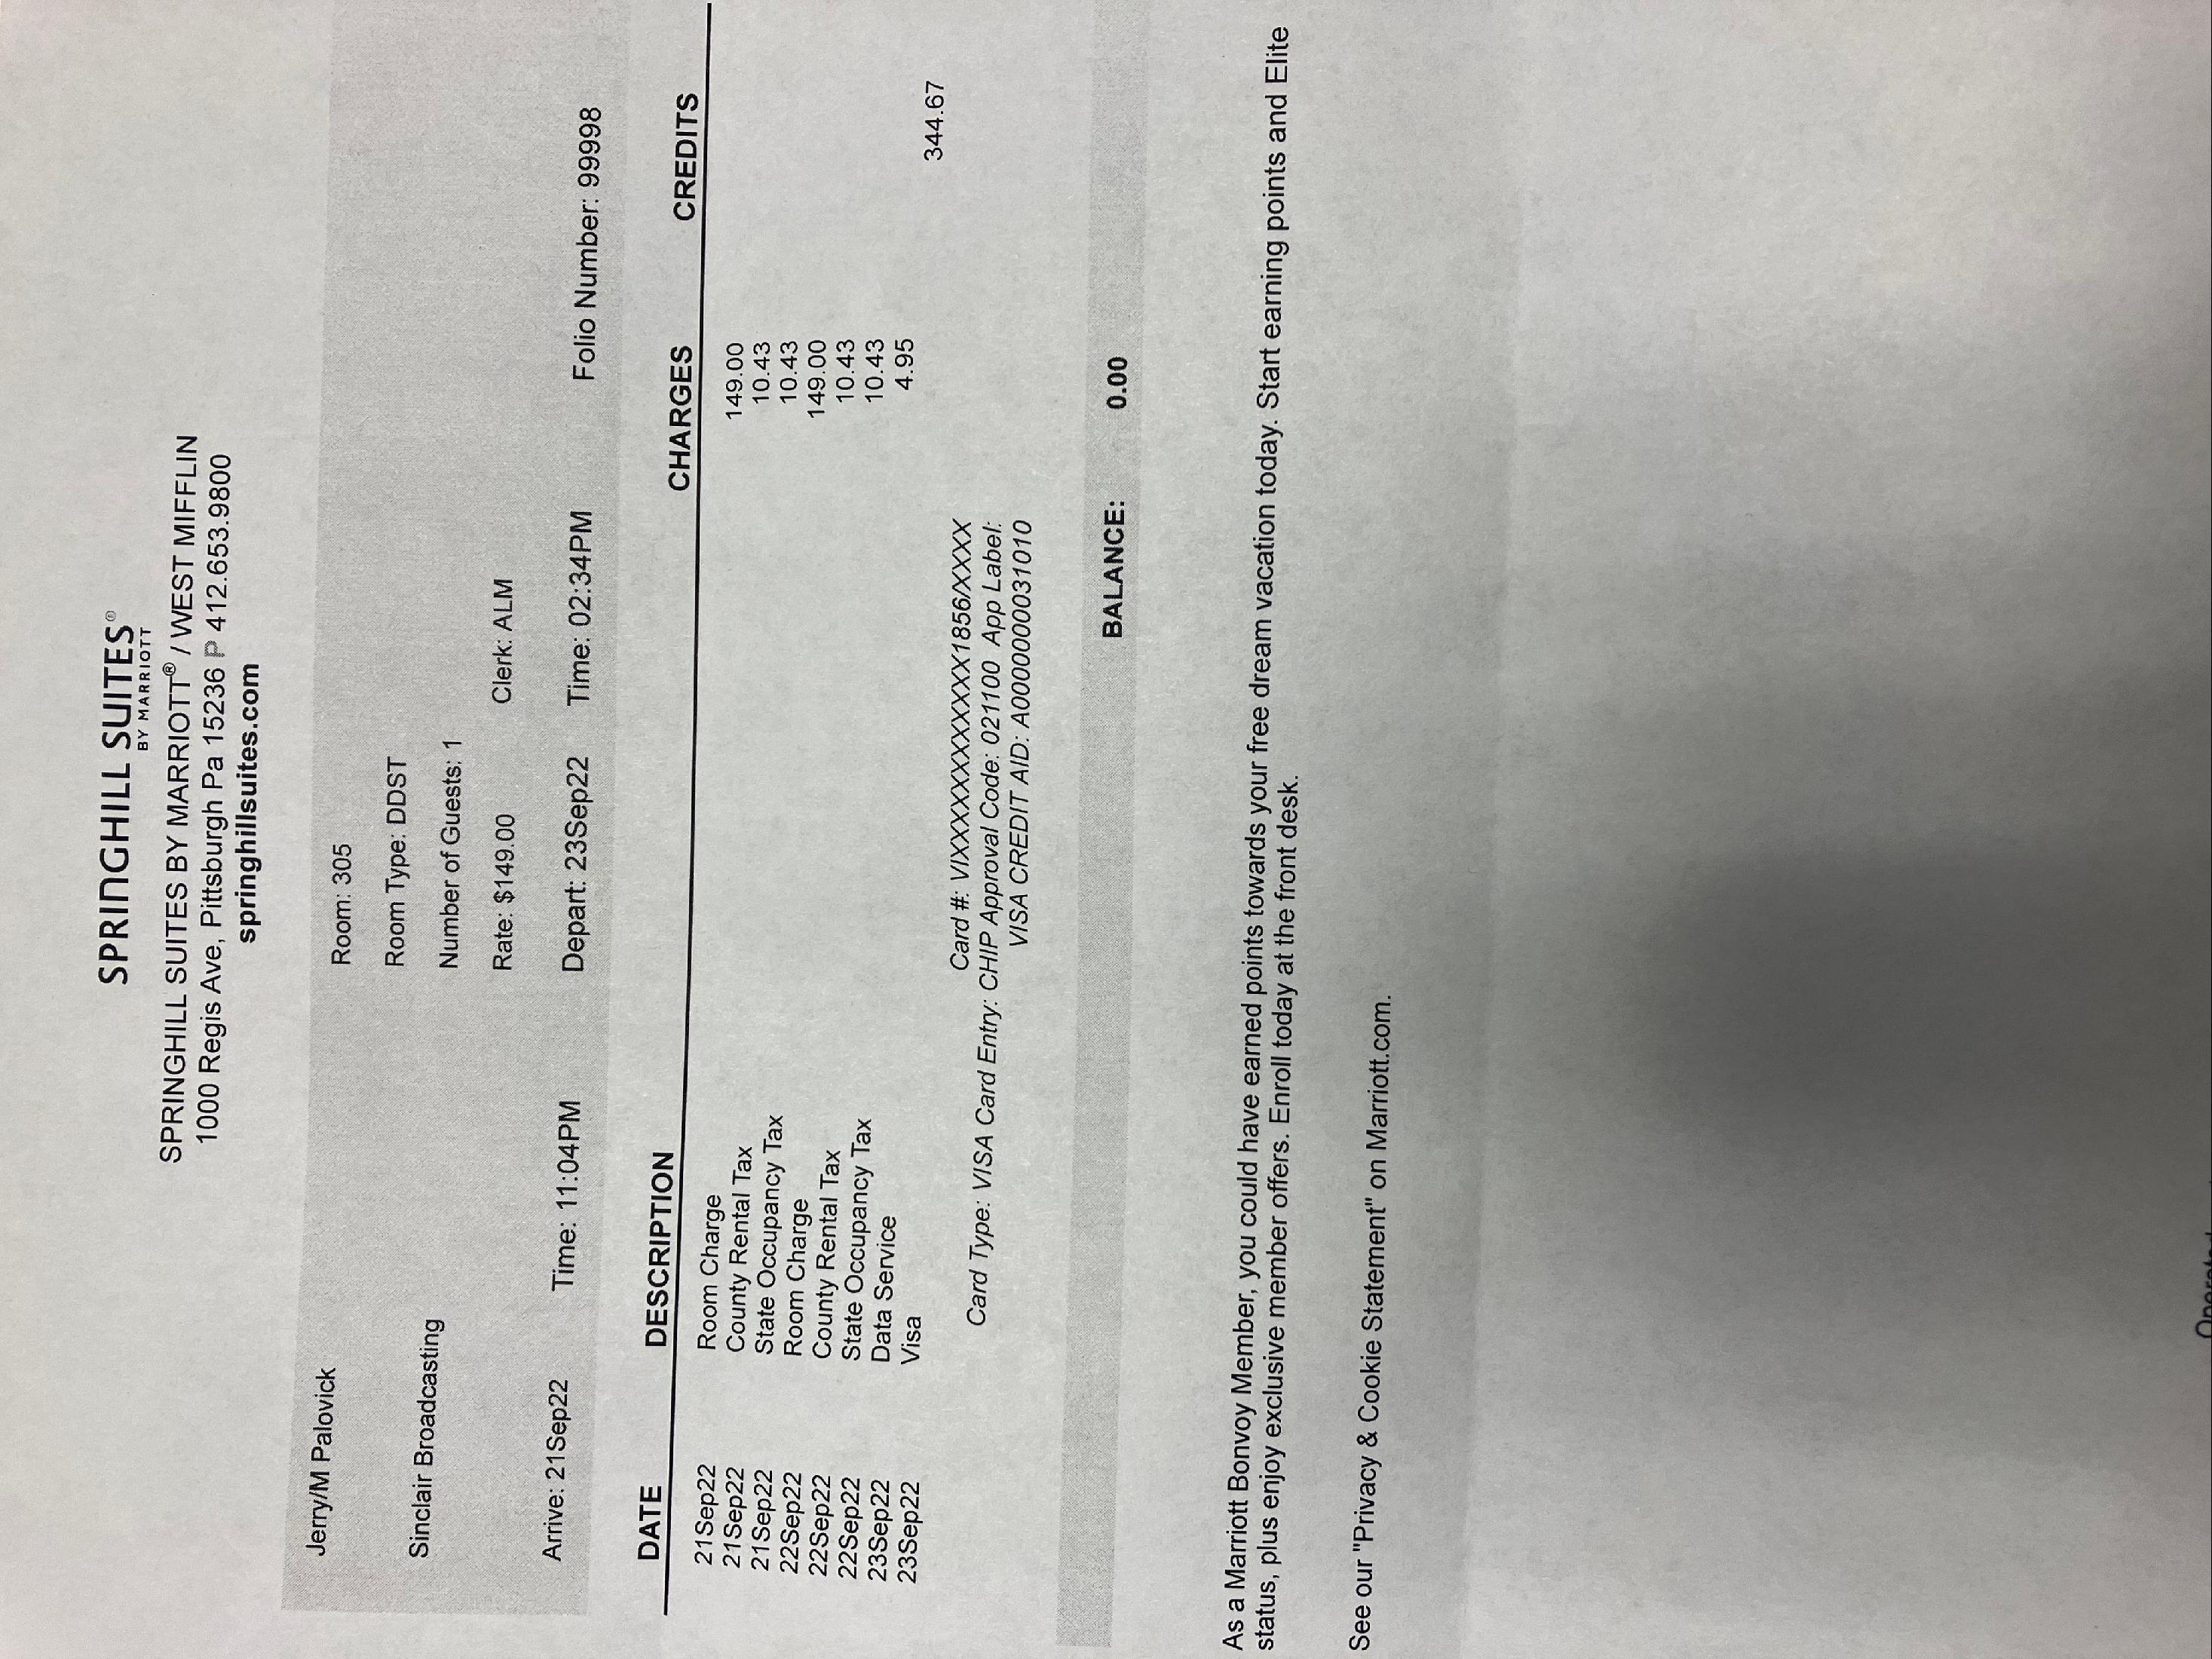 SPRINGHILL SUITES®
BY MARRIOTT
SPRINGHILL SUITES BY MARRIOTT® / WEST MIFFLIN
1000 Regis Ave, Pittsburgh Pa 15236 P 412.653.9800
springhillsuites.com
Jerry/M Palovick Room: 305
Room Type: DDST
Sinclair Broadcasting Number of Guests: 1
Rate: $149.00 Clerk: ALM
Arrive: 21Sep22 Time: 11:04PM Depart: 23Sep22 Time: 02:34PM Folio Number: 99998
DATE DESCRIPTION CHARGES CREDITS
21Sep22 Room Charge 149.00
21Sep22 County Rental Tax 10.43
21Sep22 State Occupancy Tax 10.43
22Sep22 Room Charge 149.00
22Sep22 County Rental Tax 10.43
22Sep22 State Occupancy Tax 10.43
23Sep22 Data Service 4.95
23Sep22 Visa 344.67
Card #: VIXXXXXXXXXXXX1856/XXXX
Card Type: VISA Card Entry: CHIP Approval Code: 021100 App Label:
VISA CREDIT AID: A0000000031010
BALANCE: 0.00
As a Marriott Bonvoy Member, you could have earned points towards your free dream vacation today. Start earning points and Elite
status, plus enjoy exclusive member offers. Enroll today at the front desk.
See our "Privacy & Cookie Statement" on Marriott.com.